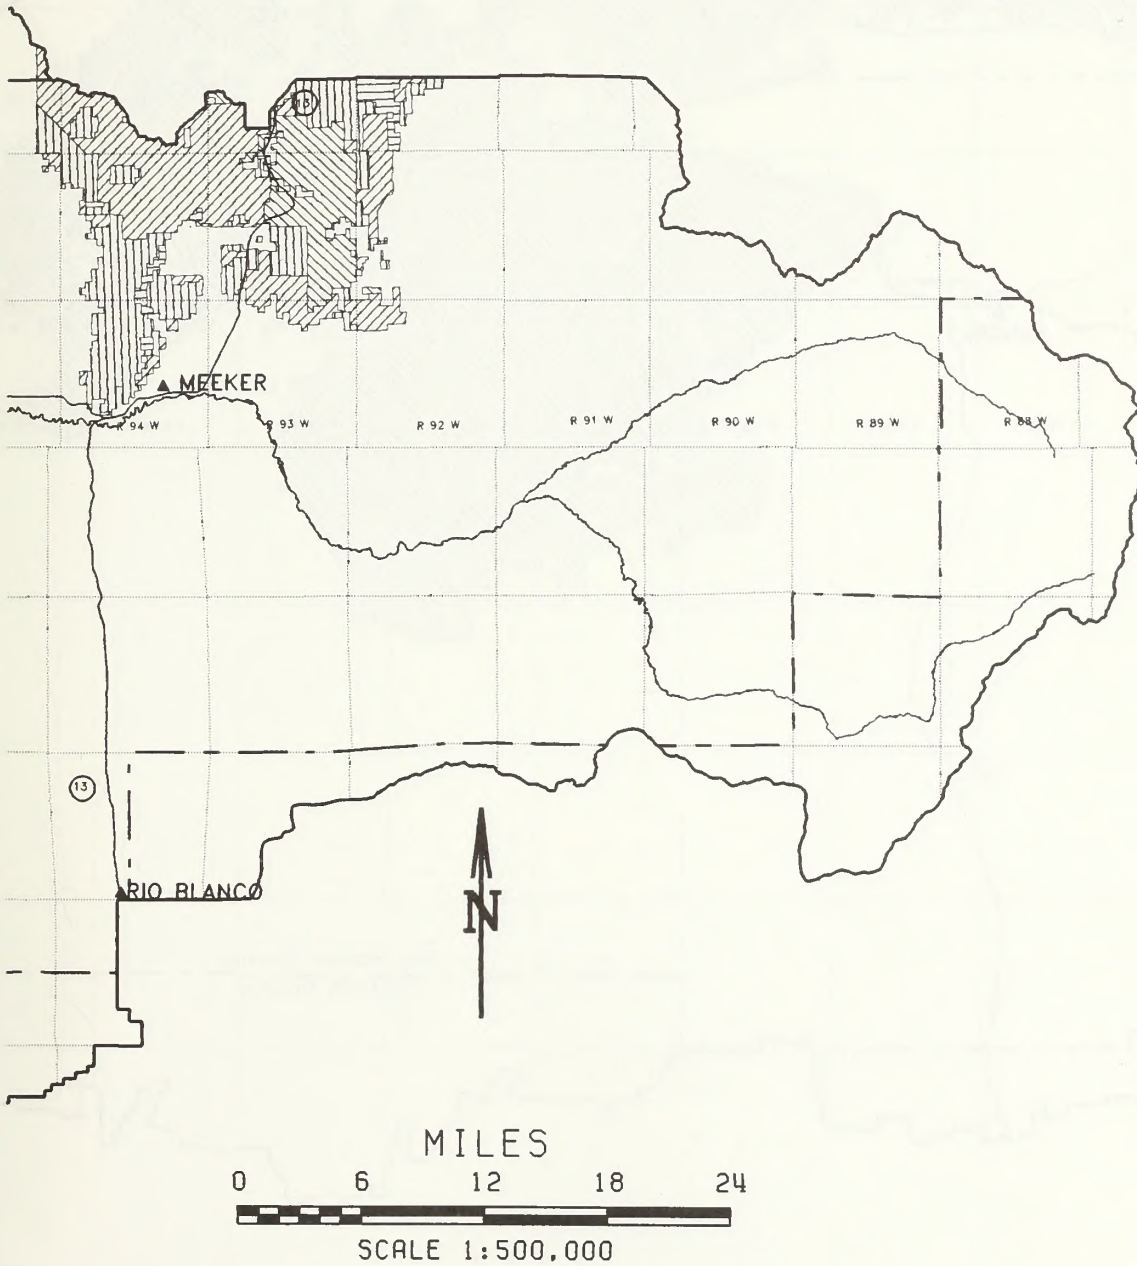 13
MEEKER
R 94 W R 93 W R 92 W R 91 W R 90 W R 89 W R 88 W
13
RIO BLANCO
N
MILES
0 6 12 18 24
SCALE 1:500,000